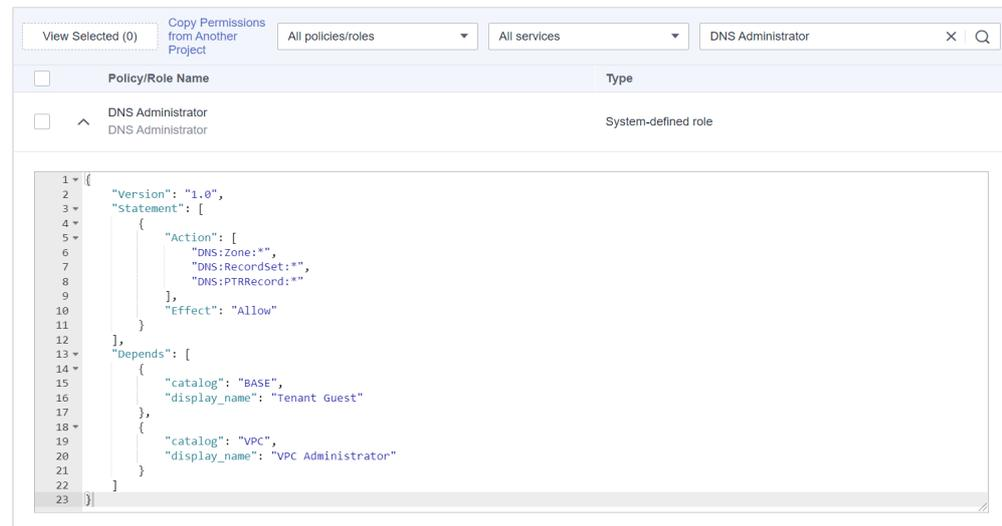 View Selected (0)
Copy Permissions
from Another
Project
All policies/roles
All services
DNS Administrator
Policy/Role Name
Type
DNS Administrator
DNS Administrator
System-defined role
1 {
2 "Version": "1.0",
3 "Statement": [
4 {
5 "Action": [
6 "DNS:Zone:*",
7 "DNS:RecordSet:*",
8 "DNS:PTRRecord:*"
9 ],
10 "Effect": "Allow"
11 }
12 ],
13 "Depends": [
14 {
15 "catalog": "BASE",
16 "display_name": "Tenant Guest"
17 },
18 {
19 "catalog": "VPC",
20 "display_name": "VPC Administrator"
21 }
22 ]
23 }